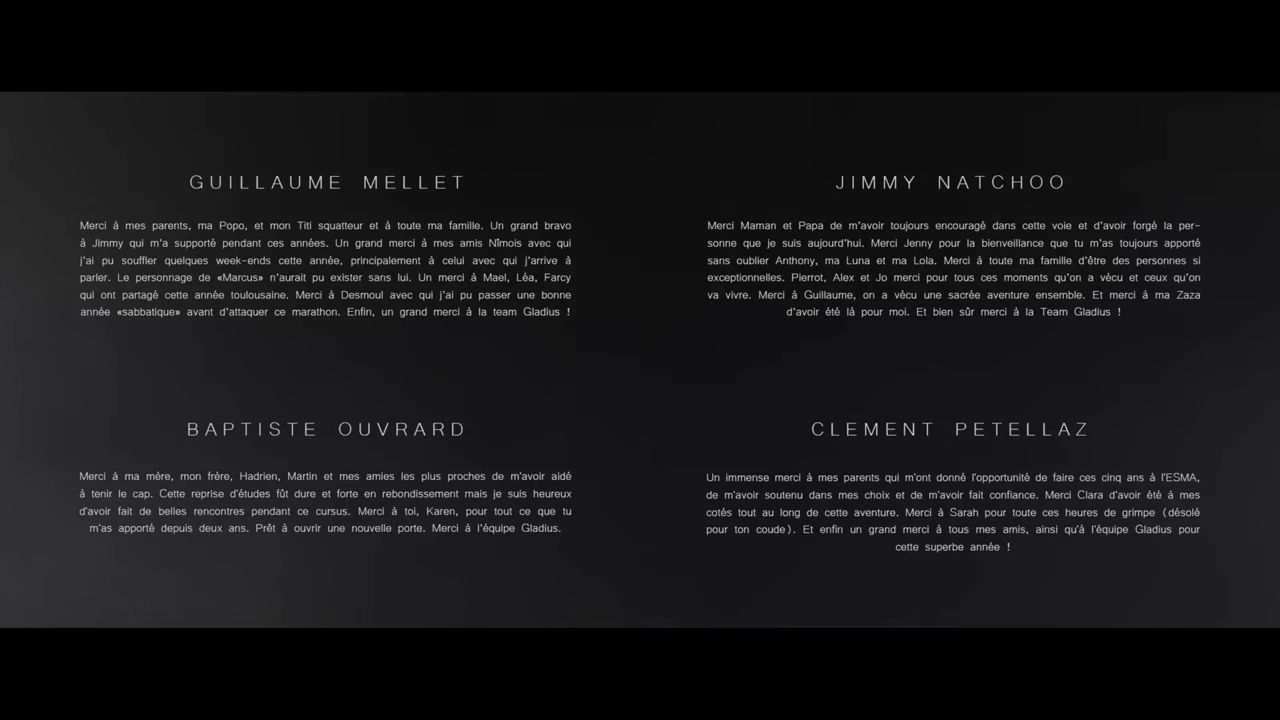 GUILLAUME MELLET
Merci à mes parents, ma Popo, et mon Titi squatteur et à toute ma famille. Un grand bravo
à Jimmy qui m'a supporté pendant ces années. Un grand merci à mes amis Nîmois avec qui
j'ai pu souffler quelques week-ends cette année, principalement à celui avec qui j'arrive à
parler. Le personnage de «Marcus» n'aurait pu exister sans lui. Un merci à Mael, Léa, Farcy
qui ont partagé cette année toulousaine. Merci à Desmoul avec qui j'ai pu passer une bonne
année «sabbatique» avant d'attaquer ce marathon. Enfin, un grand merci à la team Gladius !
JIMMY NATCHOO
Merci Maman et Papa de m'avoir toujours encouragé dans cette voie et d'avoir forgé la per-
sonne que je suis aujourd'hui. Merci Jenny pour la bienveillance que tu m'as toujours apporté
sans oublier Anthony, ma Luna et ma Lola. Merci à toute ma famille d'être des personnes si
exceptionnelles. Pierrot, Alex et Jo merci pour tous ces moments qu'on a vécu et ceux qu'on
va vivre. Merci à Guillaume, on a vécu une sacrée aventure ensemble. Et merci à ma Zaza
d'avoir été là pour moi. Et bien sûr merci à la Team Gladius !
BAPTISTE OUVRARD
Merci à ma mère, mon frère, Hadrien, Martin et mes amies les plus proches de m'avoir aidé
à tenir le cap. Cette reprise d'études fût dure et forte en rebondissement mais je suis heureux
d'avoir fait de belles rencontres pendant ce cursus. Merci à toi, Karen, pour tout ce que tu
m'as apporté depuis deux ans. Prêt à ouvrir une nouvelle porte. Merci à l'équipe Gladius.
CLEMENT PETELLAZ
Un immense merci à mes parents qui m'ont donné l'opportunité de faire ces cinq ans à l'ESMA,
de m'avoir soutenu dans mes choix et de m'avoir fait confiance. Merci Clara d'avoir été à mes
cotés tout au long de cette aventure. Merci à Sarah pour toute ces heures de grimpe (désolé
pour ton coude). Et enfin un grand merci à tous mes amis, ainsi qu'à l'équipe Gladius pour
cette superbe année !